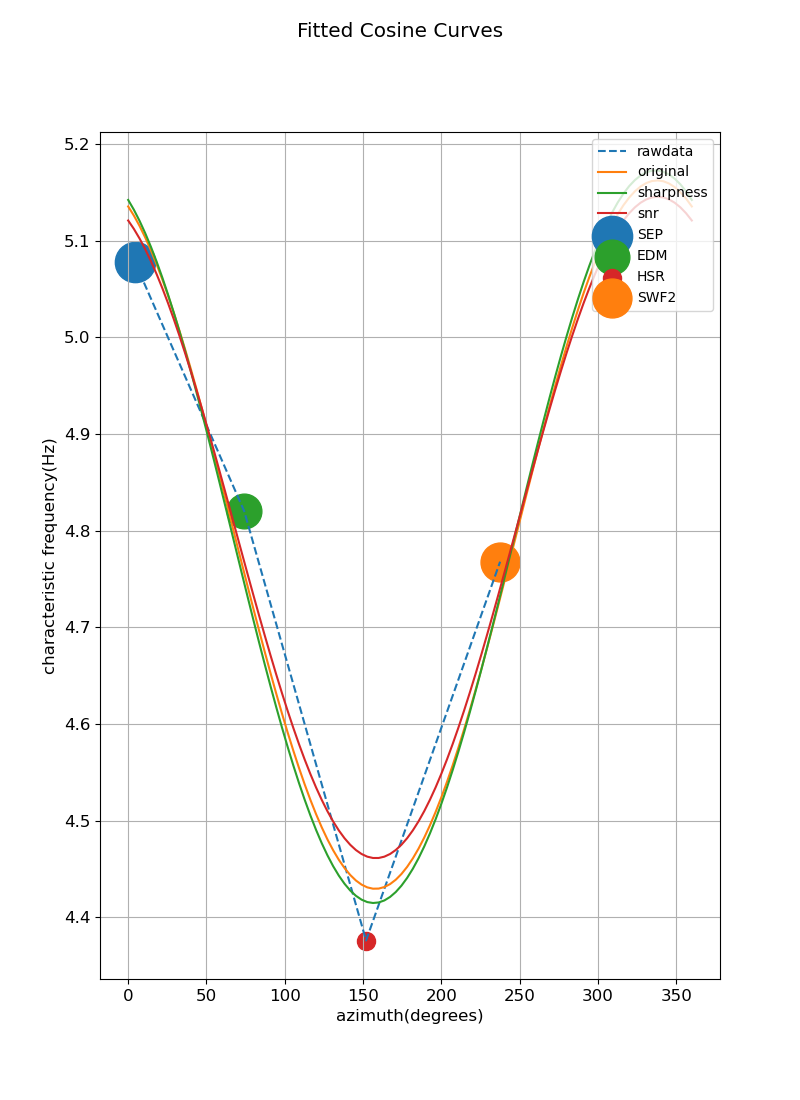 Fitted Cosine Curves
5.2
5.1
5.0
4.9
4.8
4.7
4.6
4.5
4.4
characteristic frequency(Hz)
rawdata
original
sharpness
snr
SEP
EDM
HSR
SWF2
0 50 100 150 200 250 300 350
azimuth(degrees)